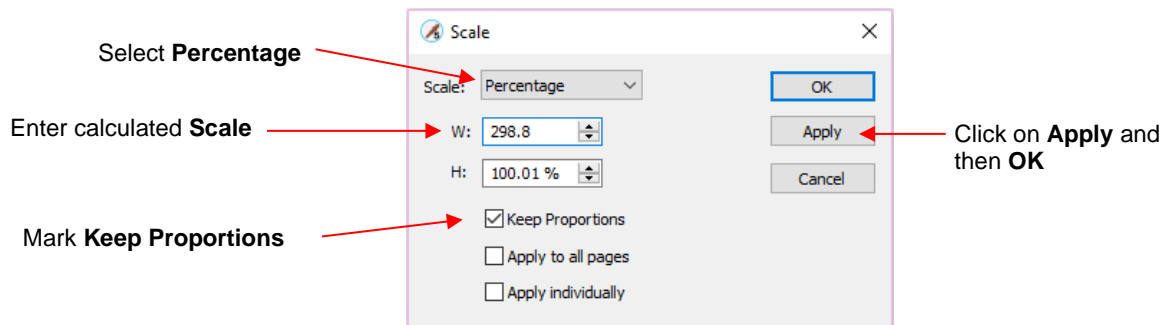 Scale
Select Percentage
Scale: Percentage
OK
Enter calculated Scale
W: 298.8
Apply
Click on Apply and
then OK
H: 100.01 %
Cancel
Keep Proportions
Mark Keep Proportions
Apply to all pages
Apply individually